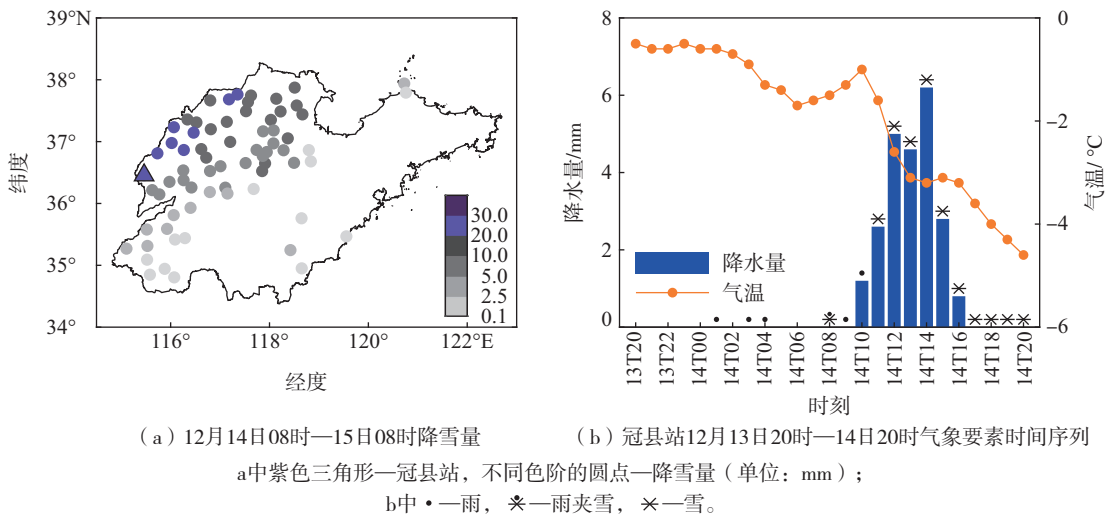 39°N
38°
37°
36°
35°
34°
纬度
116°
118°
120°
122°E
经度
30.0
20.0
10.0
5.0
2.5
0.1
8
6
4
2
0
降水量/mm
0
-2
-4
-6
气温/℃
降水量
气温
13T20
13T22
14T00
14T02
14T04
14T06
14T08
14T10
14T12
14T14
14T16
14T18
14T20
时刻
（a）12月14日08时—15日08时降雪量
（b）冠县站12月13日20时—14日20时气象要素时间序列
a中紫色三角形—冠县站，不同色阶的圆点—降雪量（单位：mm）；
b中 •—雨，—雨夹雪，—雪。